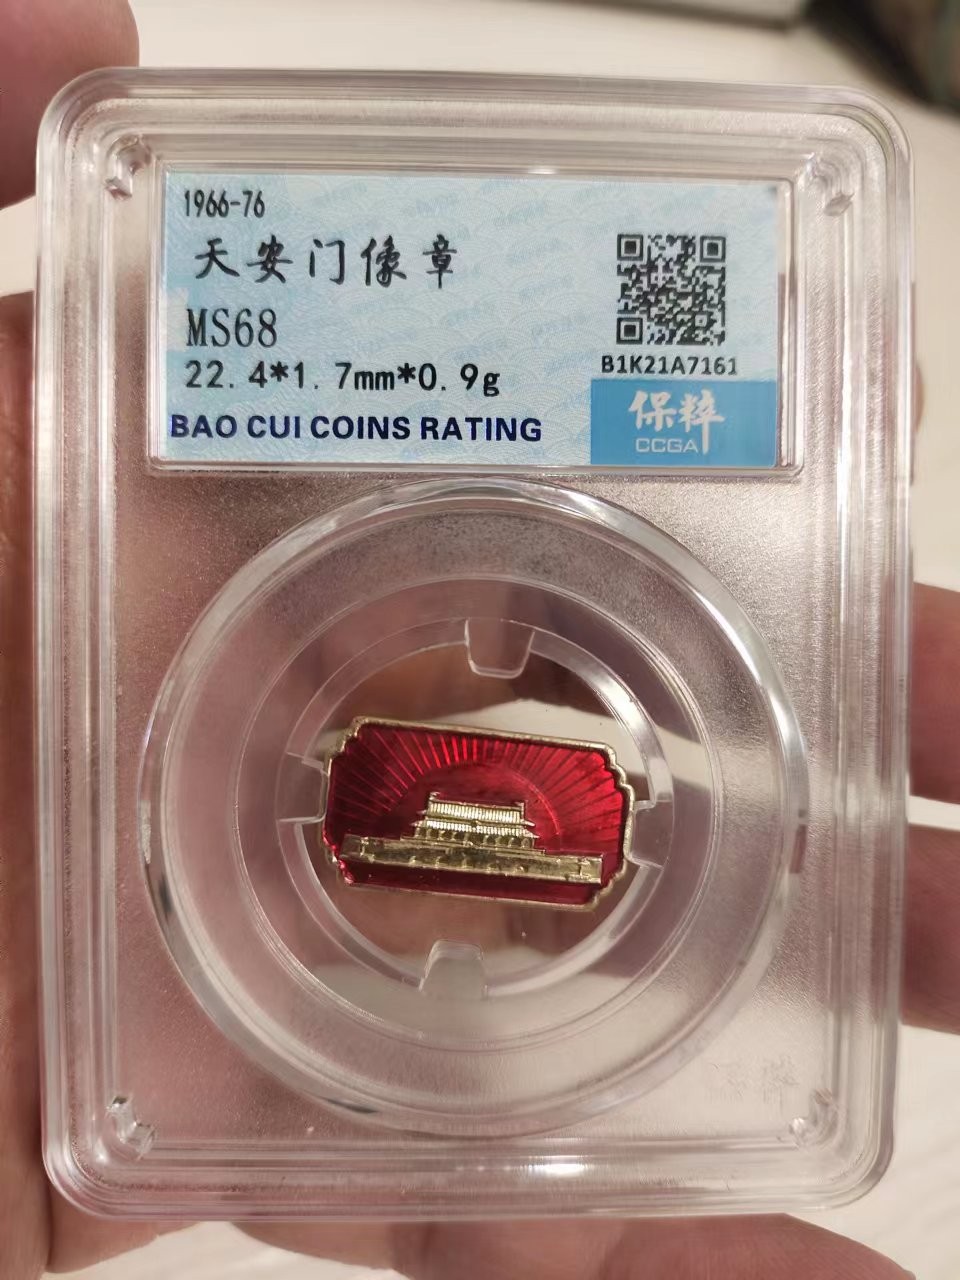 1966-76
天安门像章
MS68
22.4*1.7mm*0.9g
BAO CUI COINS RATING
B1K21A7161
保粹
CCGA